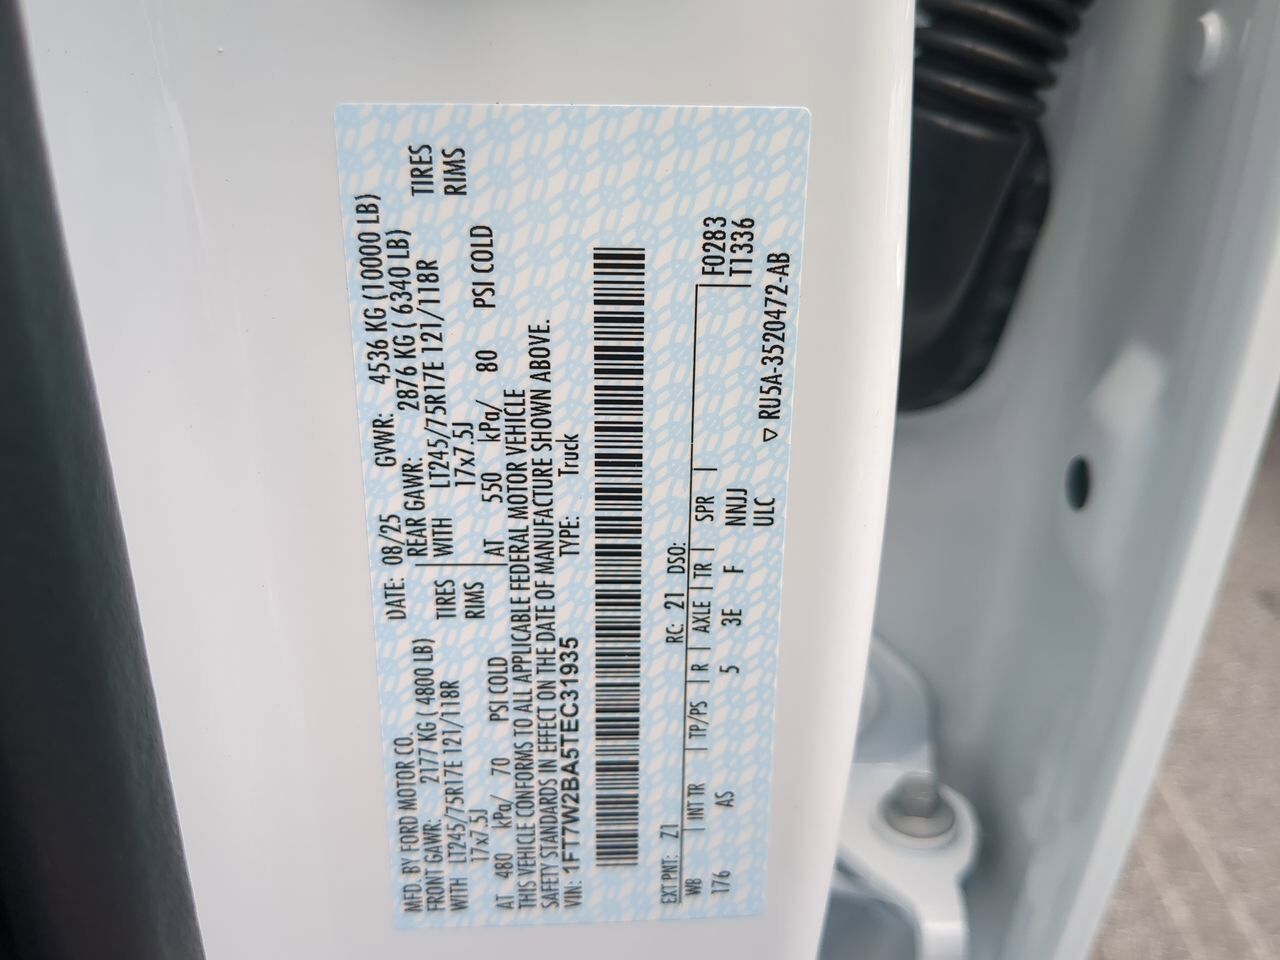 MFD. BY FORD MOTOR CO. DATE: 08/25 GVWR: 4536 KG (10000 LB)
FRONT GAWR: 2177 KG ( 4800 LB) REAR GAWR: 2876 KG ( 6340 LB)
WITH LT245/75R17E 121/118R TIRES WITH LT245/75R17E 121/118R TIRES
17x7.5J RIMS 17x7.5J RIMS
AT 480 kPa/ 70 PSI COLD AT 550 kPa/ 80 PSI COLD
THIS VEHICLE CONFORMS TO ALL APPLICABLE FEDERAL MOTOR VEHICLE
SAFETY STANDARDS IN EFFECT ON THE DATE OF MANUFACTURE SHOWN ABOVE.
VIN: 1FT7W2BA5TEC31935 TYPE: Truck
EXT PNT: Z1 RC: 21 DSO:
WB | INT TR | TP/PS | R | AXLE | TR | SPR | F0283
176 AS 5 3E F NNJJ T1336
ULC
▽ RU5A-3520472-AB